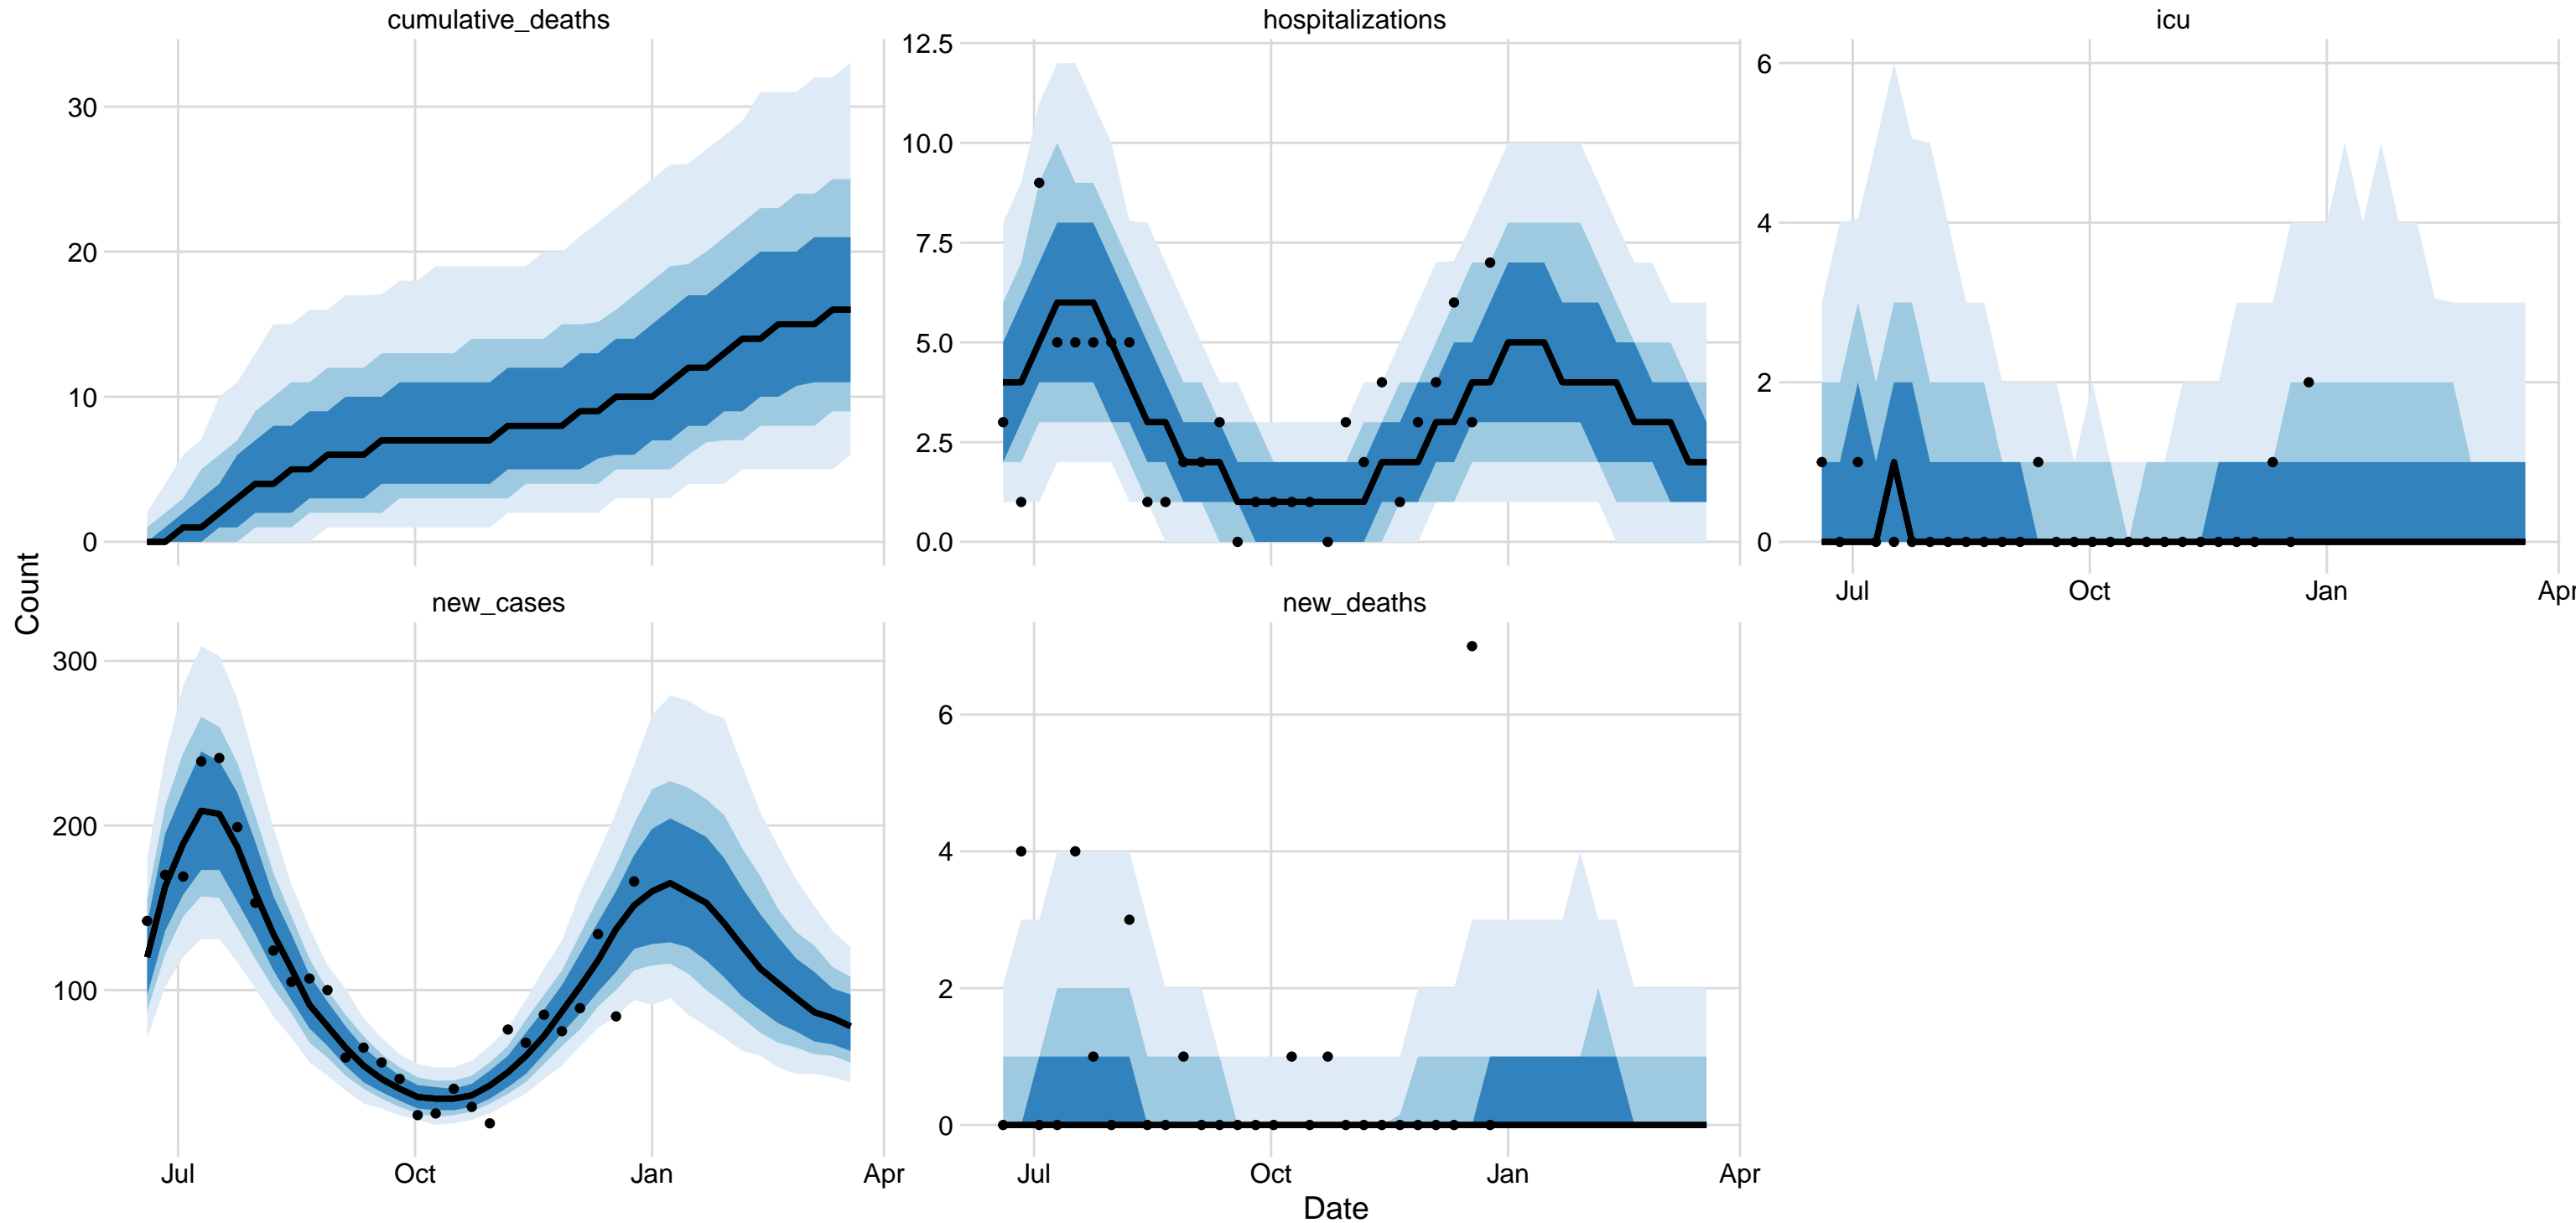 cumulative_deaths
hospitalizations
icu
30
20
10
0
12.5
10.0
7.5
5.0
2.5
0.0
6
4
2
0
Jul
Oct
Jan
Apr
Count
new_cases
new_deaths
300
200
100
6
4
2
0
Jul
Oct
Jan
Apr
Jul
Oct
Jan
Apr
Date